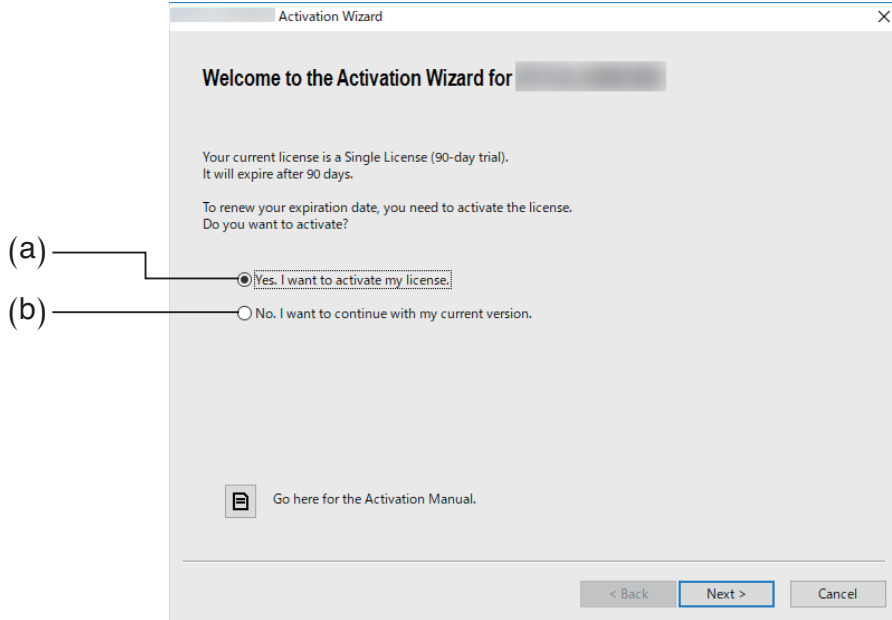 Activation Wizard
Welcome to the Activation Wizard for
Your current license is a Single License (90-day trial).
It will expire after 90 days.
To renew your expiration date, you need to activate the license.
Do you want to activate?
(a)
Yes. I want to activate my license.
(b)
No. I want to continue with my current version.
Go here for the Activation Manual.
< Back
Next >
Cancel